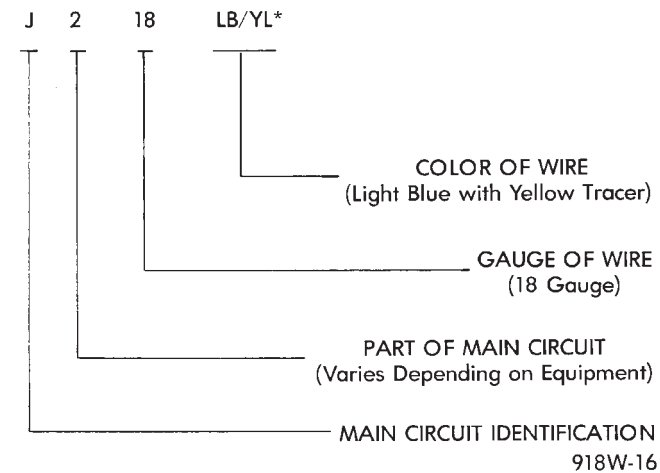 J 2 18 LB/YL*
COLOR OF WIRE
(Light Blue with Yellow Tracer)
GAUGE OF WIRE
(18 Gauge)
PART OF MAIN CIRCUIT
(Varies Depending on Equipment)
MAIN CIRCUIT IDENTIFICATION
918W-16